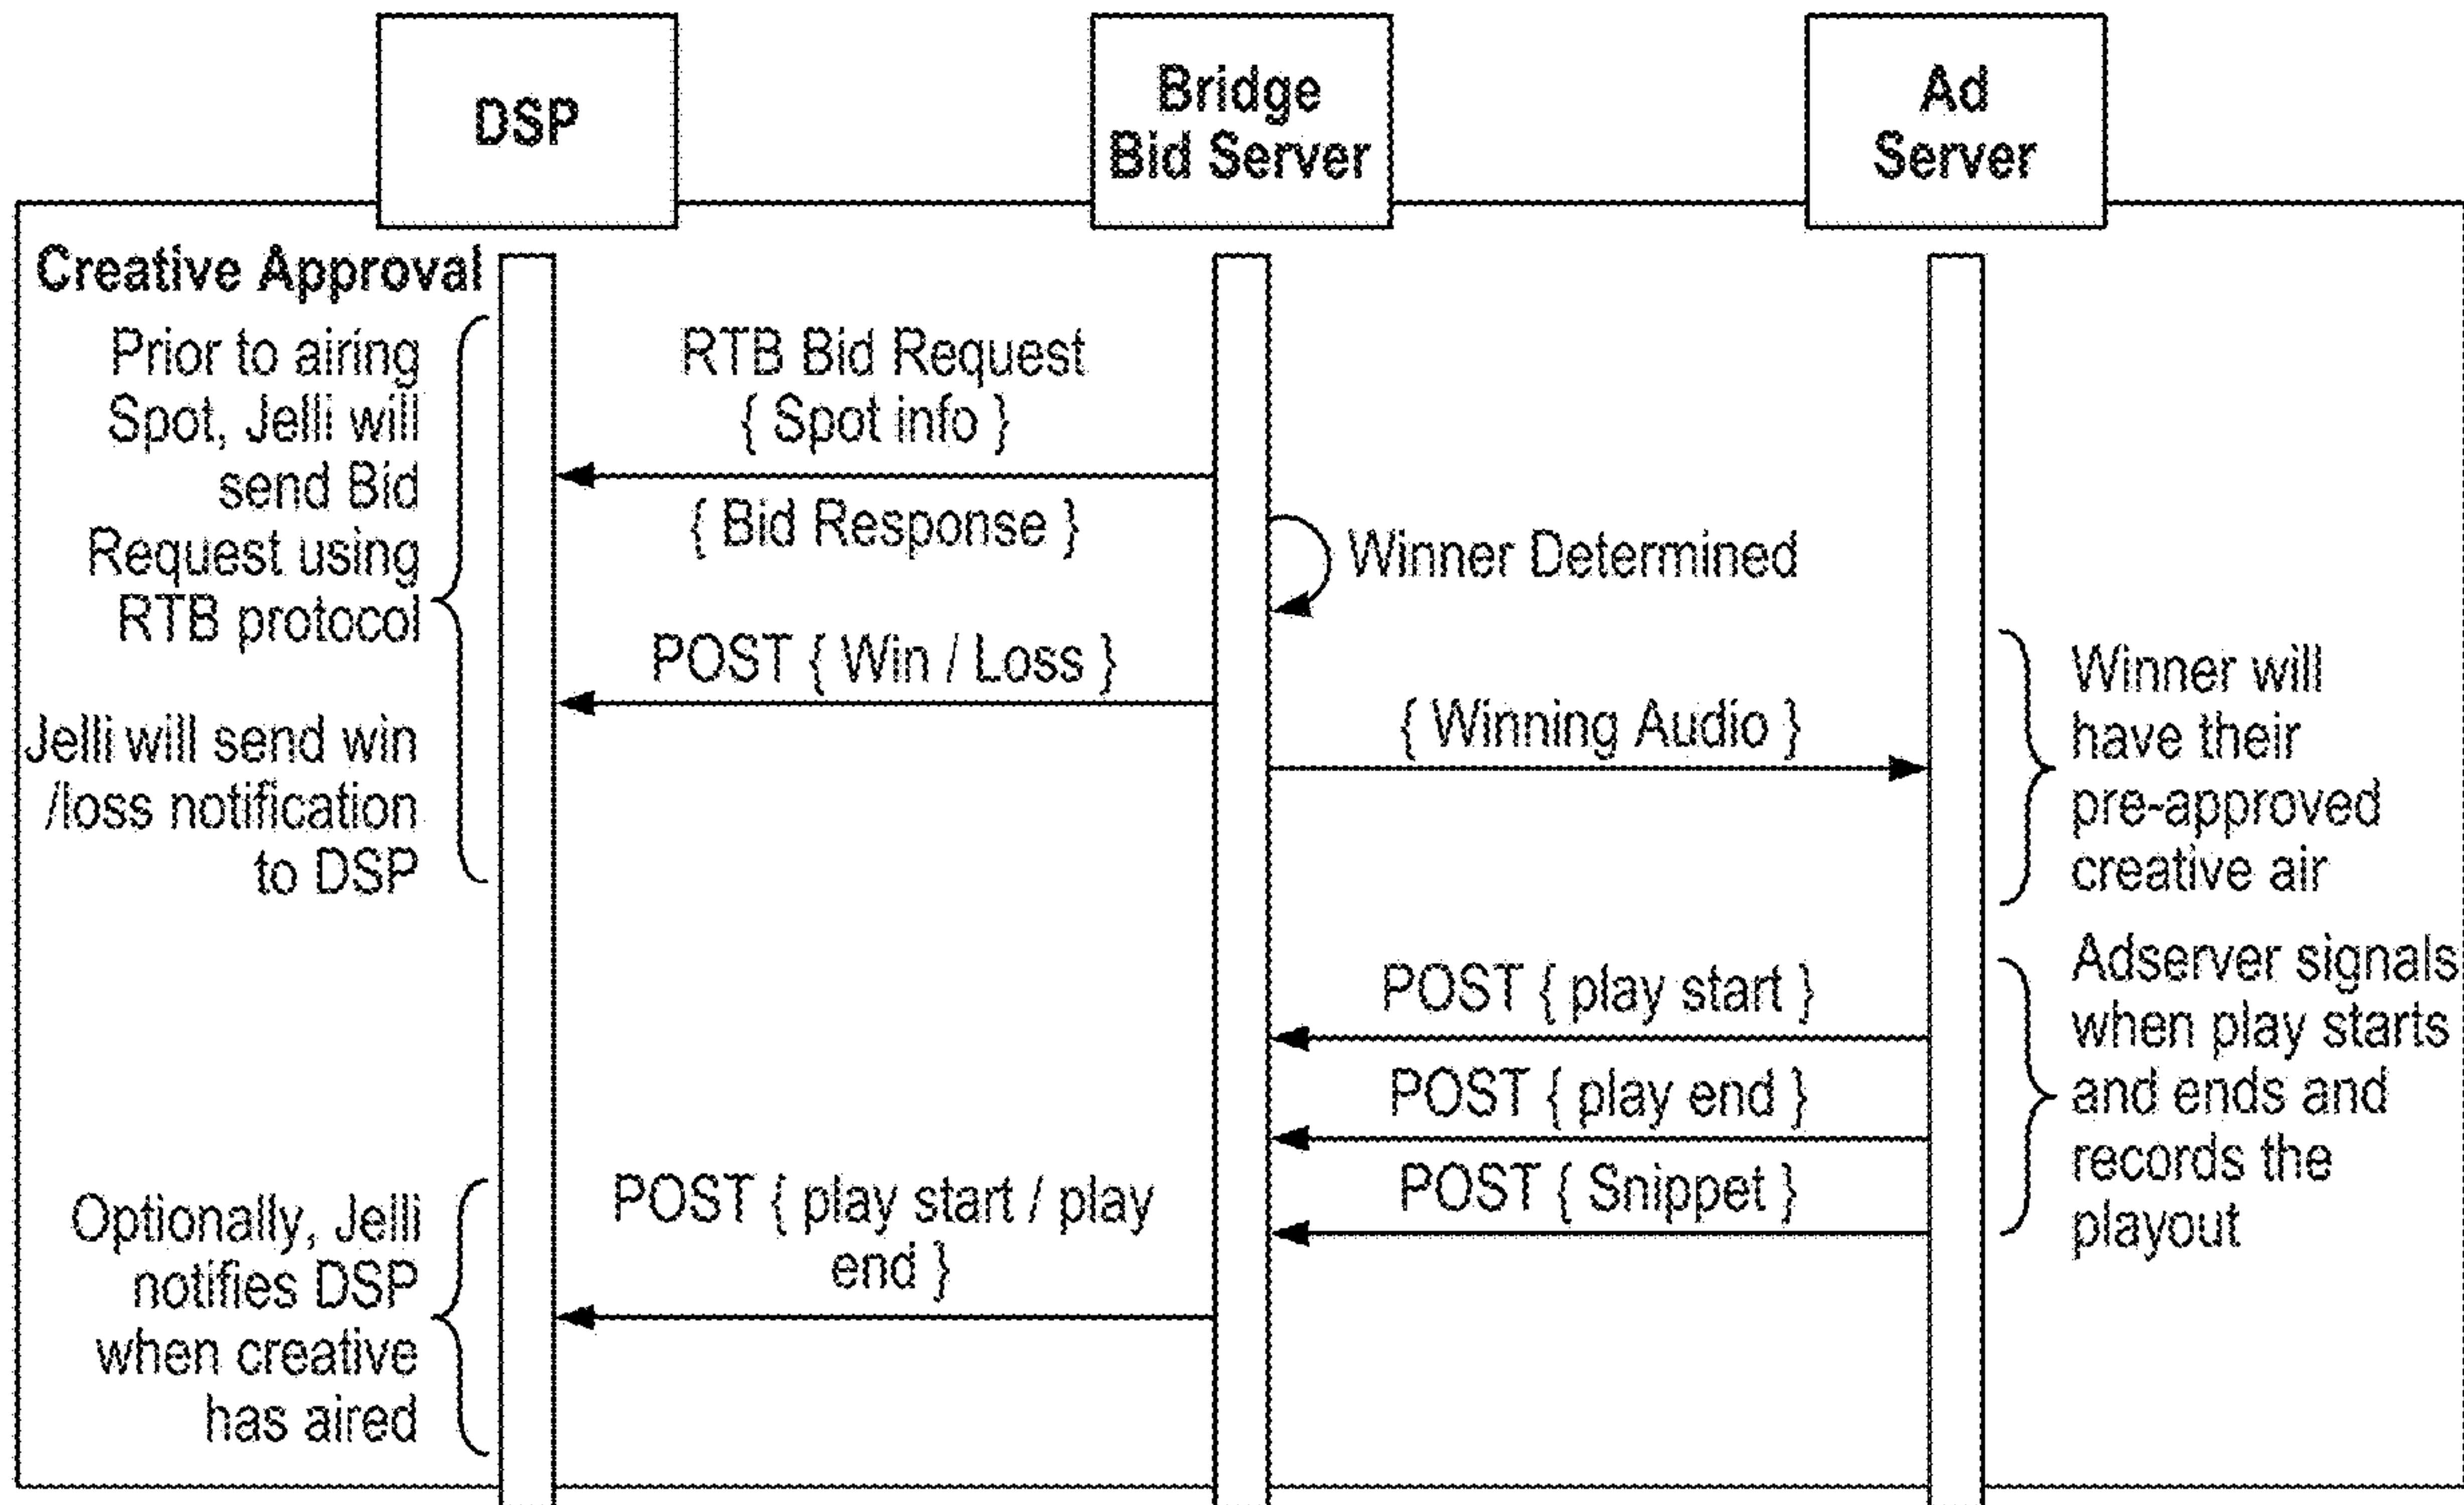 DSP
Bridge
Bid Server
Ad
Server
Creative Approval
Prior to airing
Spot, Jelli will
send Bid
Request using
RTB protocol
Jelli will send win
/loss notification
to DSP
RTB Bid Request
{ Spot info }
{ Bid Response }
Winner Determined
POST { Win / Loss }
{ Winning Audio }
Winner will
have their
pre-approved
creative air
POST { play start }
POST { play end }
POST { Snippet }
Adserver signals
when play starts
and ends and
records the
playout
Optionally, Jelli
notifies DSP
when creative
has aired
POST { play start / play
end }